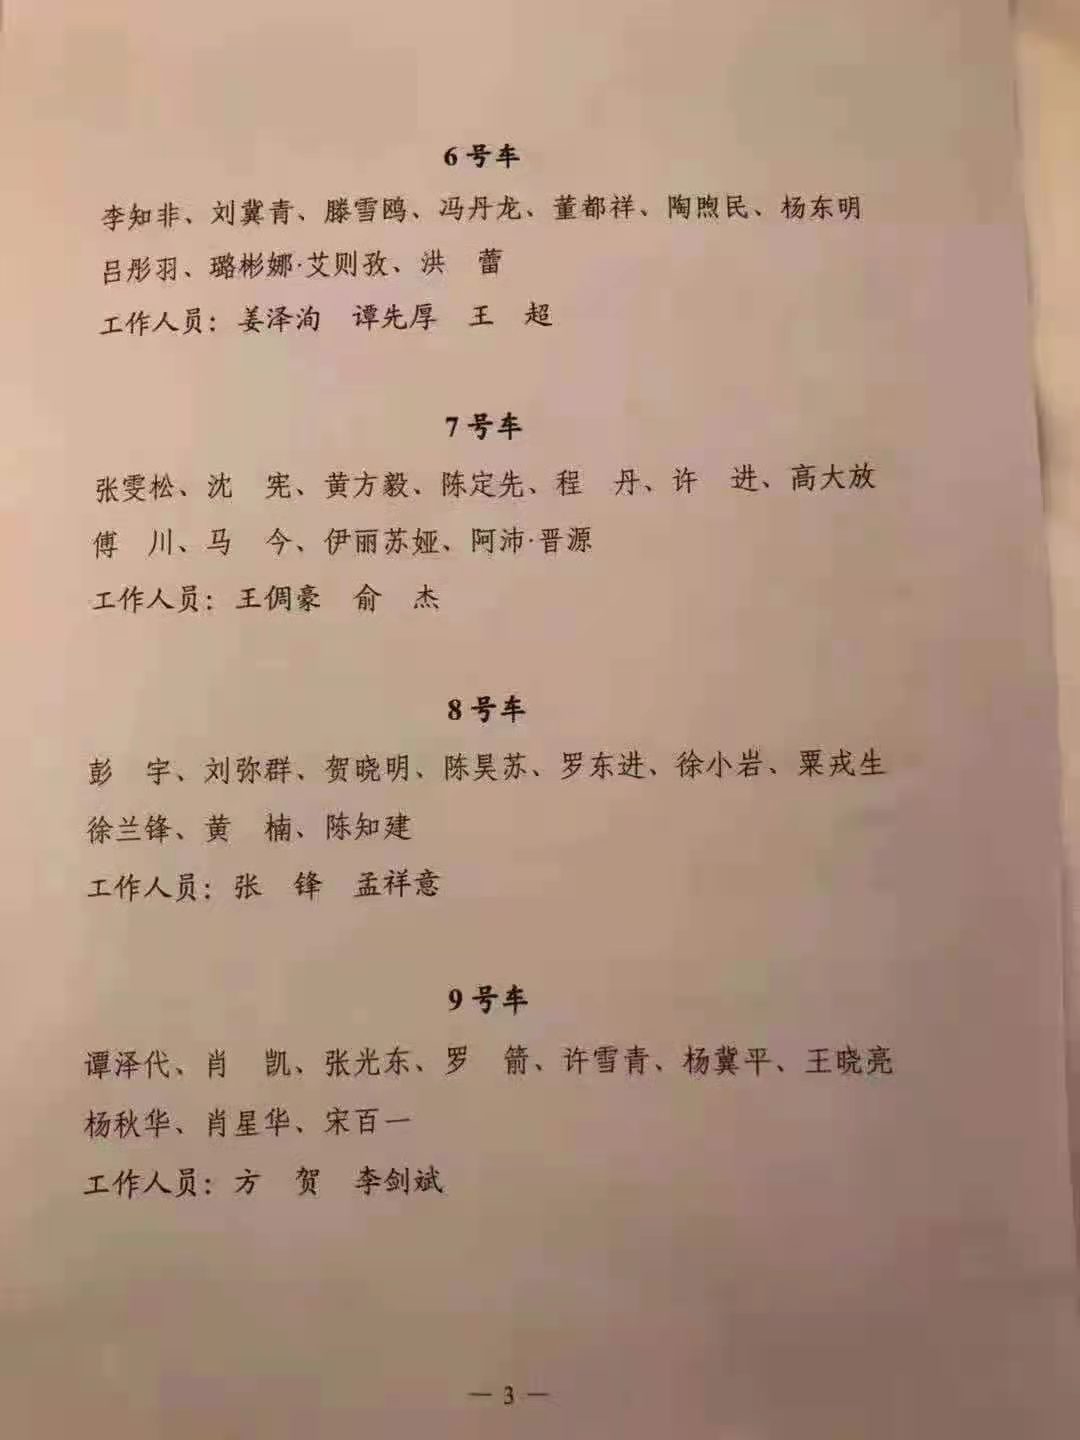 6号车
李知非、刘冀青、滕雪鸥、冯丹龙、董都祥、陶煦民、杨东明
吕彤羽、璐彬娜·艾则孜、洪　蕾
工作人员：姜泽洵　谭先厚　王　超
7号车
张雯松、沈　宪、黄方毅、陈定先、程　丹、许　进、高大放
傅　川、马　今、伊丽苏娅、阿沛·晋源
工作人员：王倜豪　俞　杰
8号车
彭　宇、刘弥群、贺晓明、陈昊苏、罗东进、徐小岩、粟戎生
徐兰锋、黄　楠、陈知建
工作人员：张　锋　孟祥意
9号车
谭泽代、肖　凯、张光东、罗　箭、许雪青、杨冀平、王晓亮
杨秋华、肖星华、宋百一
工作人员：方　贺　李剑斌
— 3 —